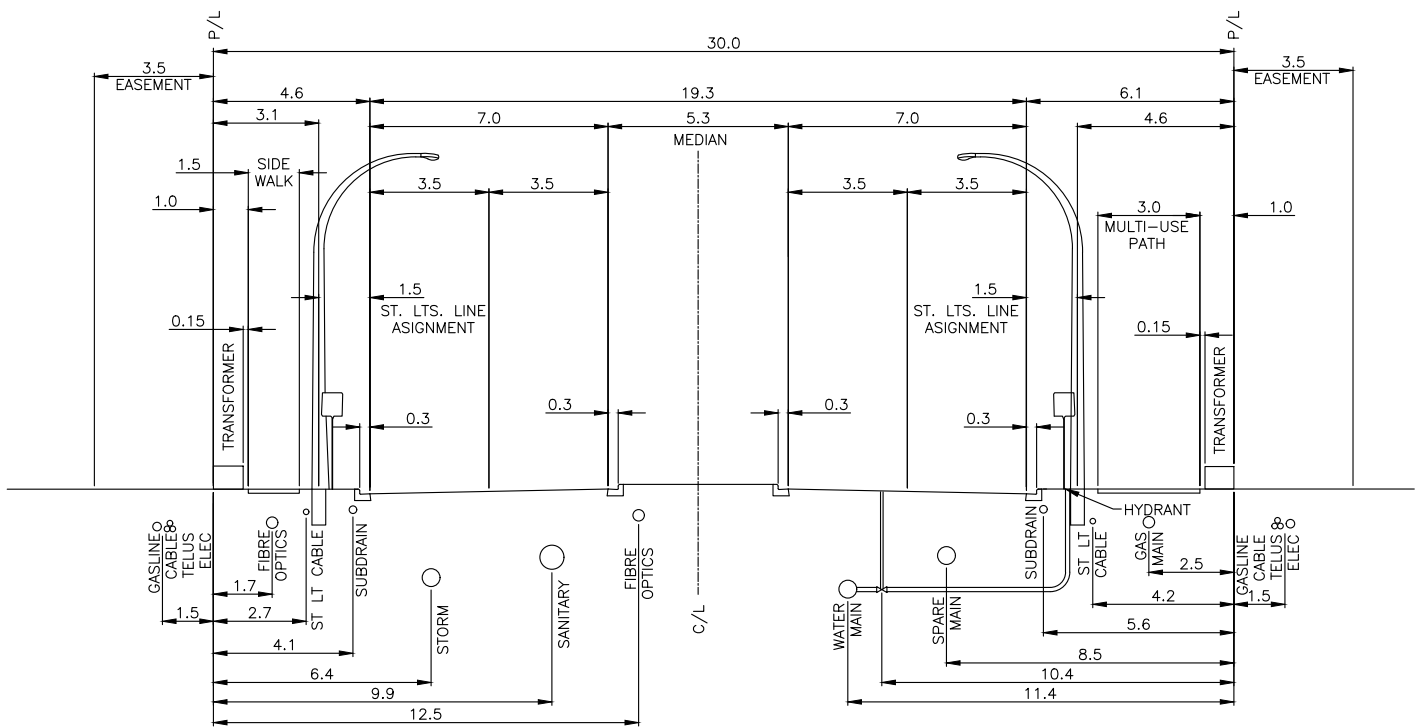 P/L
P/L
30.0
3.5
EASEMENT
3.5
EASEMENT
4.6
19.3
6.1
3.1
7.0
5.3
7.0
4.6
MEDIAN
1.5
SIDE
WALK
3.5
3.5
3.5
3.5
1.0
3.0
MULTI-USE
PATH
1.0
1.5
ST. LTS. LINE
ASIGNMENT
1.5
ST. LTS. LINE
ASIGNMENT
0.15
0.15
TRANSFORMER
TRANSFORMER
0.3
0.3
0.3
0.3
HYDRANT
GASLINE
CABLE
TELUS
ELEC
FIBRE
OPTICS
ST LT CABLE
SUBDRAIN
STORM
SANITARY
FIBRE
OPTICS
C/L
WATER
MAIN
SPARE
MAIN
SUBDRAIN
ST LT
CABLE
GAS
MAIN
GASLINE
CABLE
TELUS
ELEC
1.7
2.5
1.5
2.7
4.2
1.5
4.1
5.6
6.4
8.5
9.9
10.4
12.5
11.4